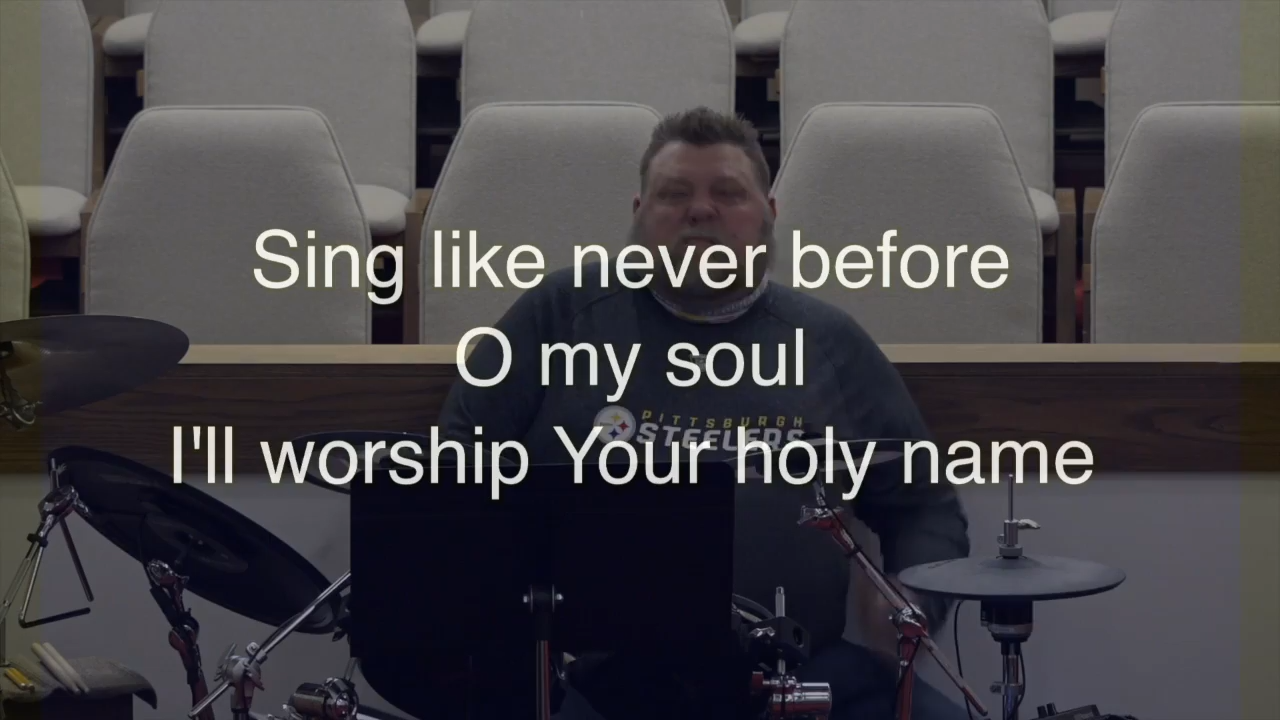 Sing like never before
O my soul
PITTSBURGH
STEELERS
I'll worship Your holy name